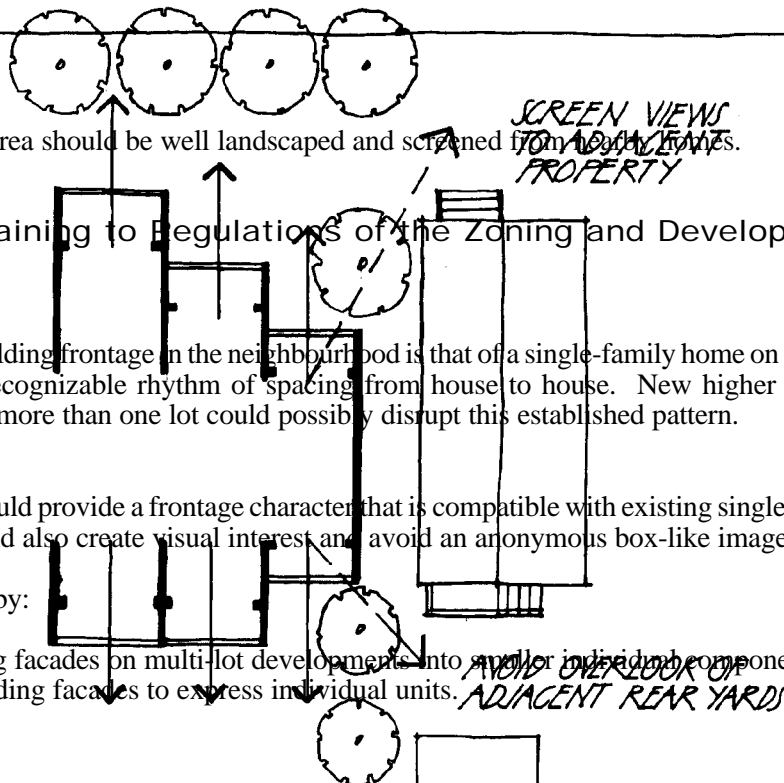 SCREEN VIEWS
TO ADJACENT
PROPERTY
rea should be well landscaped and screened from nearby homes.
aining to Regulations of the Zoning and Develop
lding frontage in the neighbourhood is that of a single-family home on
ecognizable rhythm of spacing from house to house. New higher
more than one lot could possibly disrupt this established pattern.
uld provide a frontage character that is compatible with existing single
d also create visual interest and avoid an anonymous box-like image
by:
g facades on multi-lot developments into smaller individual compone
ding facades to express individual units.
AVOID OVERLOOK OF
ADJACENT REAR YARDS